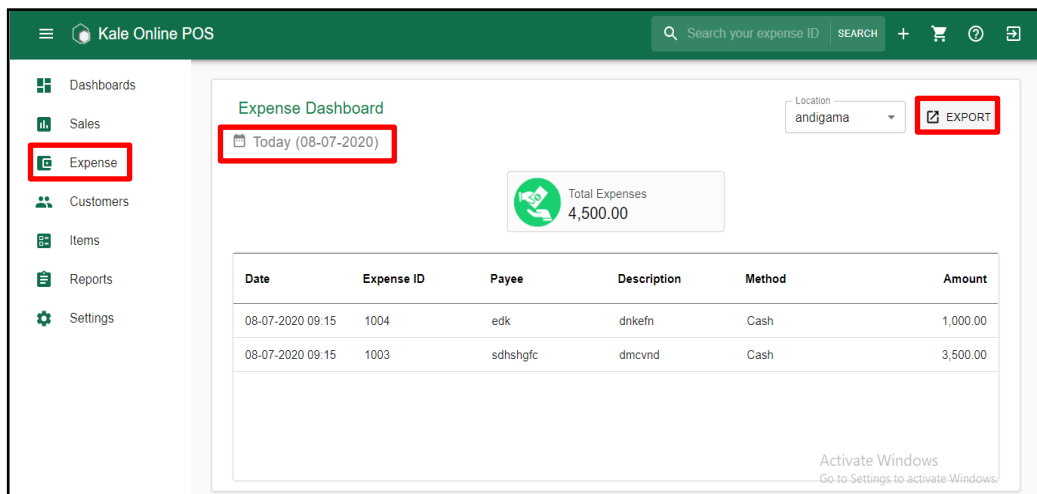 Kale Online POS
Search your expense ID SEARCH
Dashboards
Sales
Expense
Customers
Items
Reports
Settings
Expense Dashboard
Today (08-07-2020)
Location
andigama
EXPORT
Total Expenses
4,500.00
Date Expense ID Payee Description Method Amount
08-07-2020 09:15 1004 edk dnkefn Cash 1,000.00
08-07-2020 09:15 1003 sdhshgfc dmcvnd Cash 3,500.00
Activate Windows
Go to Settings to activate Windows.